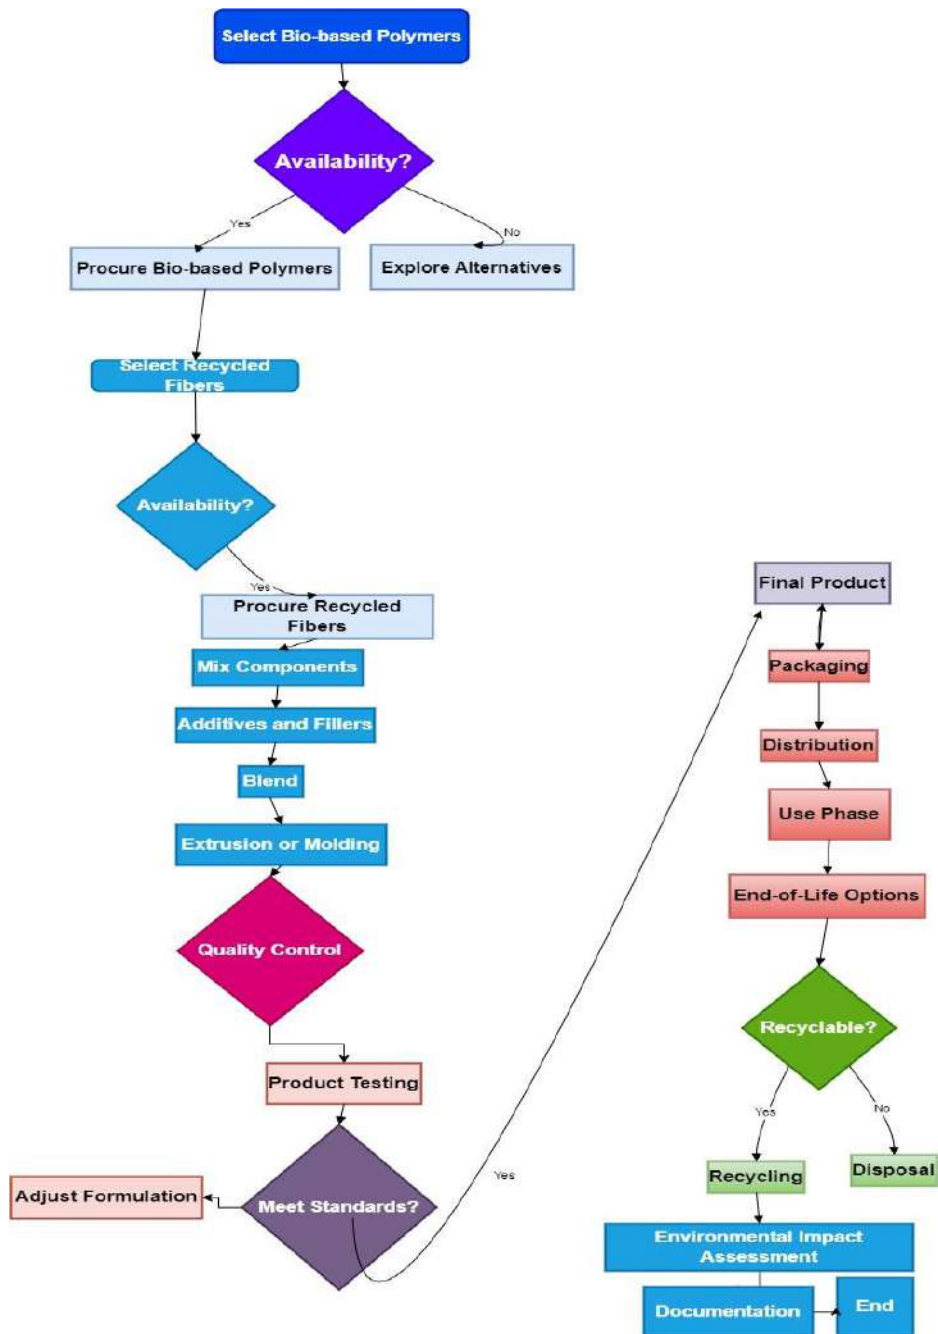 Select Bio-based Polymers
Availability?
Yes
No
Procure Bio-based Polymers
Explore Alternatives
Select Recycled
Fibers
Availability?
Yes
Procure Recycled
Fibers
Mix Components
Additives and Fillers
Blend
Extrusion or Molding
Quality Control
Product Testing
Meet Standards?
Adjust Formulation
Yes
Final Product
Packaging
Distribution
Use Phase
End-of-Life Options
Recyclable?
Yes
No
Recycling
Disposal
Environmental Impact
Assessment
Documentation
End